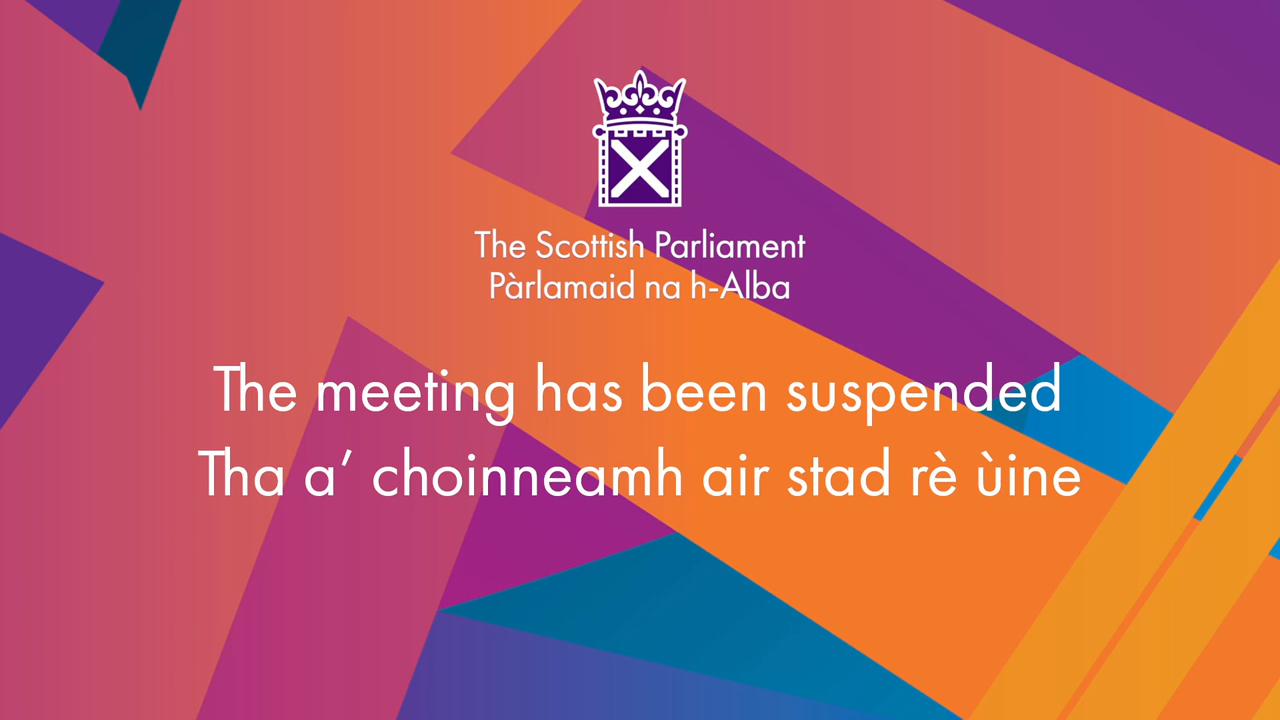 The Scottish Parliament
Pàrlamaid na h-Alba
The meeting has been suspended
Tha a’ choinneamh air stad rè ùine